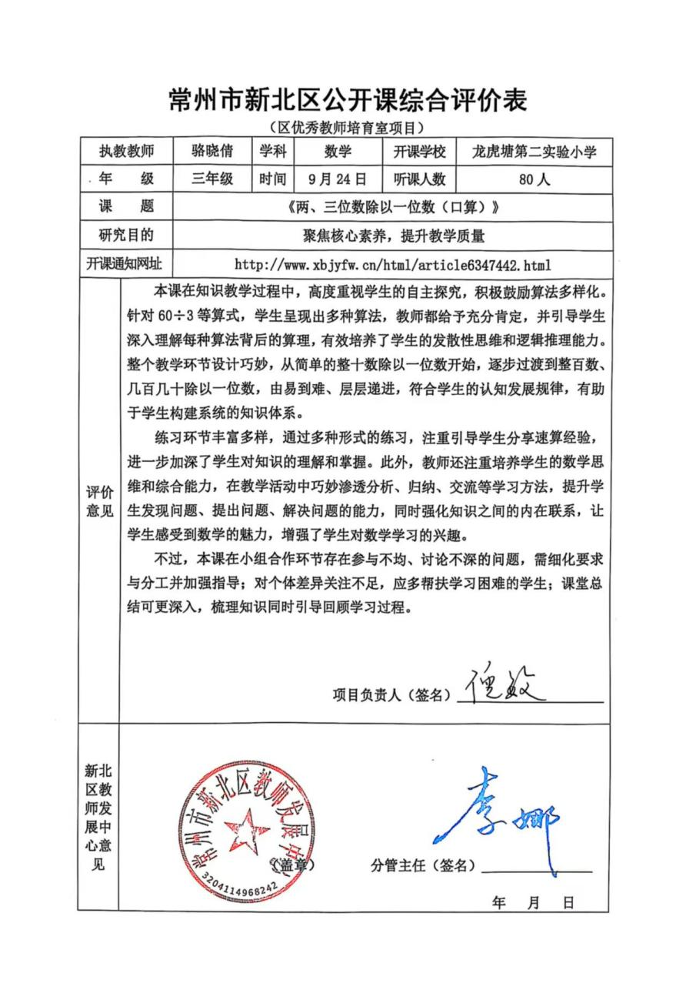 常州市新北区公开课综合评价表
（区优秀教师培育室项目）
执教教师 骆晓倩 学科 数学 开课学校 龙虎塘第二实验小学
年 级 三年级 时间 9月24日 听课人数 80人
课 题 《两、三位数除以一位数（口算）》
研究目的 聚焦核心素养，提升教学质量
开课通知网址 http://www.xbjyfw.cn/html/article6347442.html
评价
意见
本课在知识教学过程中，高度重视学生的自主探究，积极鼓励算法多样化。
针对60÷3等算式，学生呈现出多种算法，教师都给予充分肯定，并引导学生
深入理解每种算法背后的算理，有效培养了学生的发散性思维和逻辑推理能力。
整个教学环节设计巧妙，从简单的整十数除以一位数开始，逐步过渡到整百数、
几百几十除以一位数，由易到难、层层递进，符合学生的认知发展规律，有助
于学生构建系统的知识体系。
练习环节丰富多样，通过多种形式的练习，注重引导学生分享速算经验，
进一步加深了学生对知识的理解和掌握。此外，教师还注重培养学生的数学思
维和综合能力，在教学活动中巧妙渗透分析、归纳、交流等学习方法，提升学
生发现问题、提出问题、解决问题的能力，同时强化知识之间的内在联系，让
学生感受到数学的魅力，增强了学生对数学学习的兴趣。
不过，本课在小组合作环节存在参与不均、讨论不深的问题，需细化要求
与分工并加强指导；对个体差异关注不足，应多帮扶学习困难的学生；课堂总
结可更深入，梳理知识同时引导回顾学习过程。
项目负责人（签名）
新北
区教
师发
展中
心意
见
常州市新北区教师发展中心
3204114968242
（盖章）
分管主任（签名）李娜
年 月 日